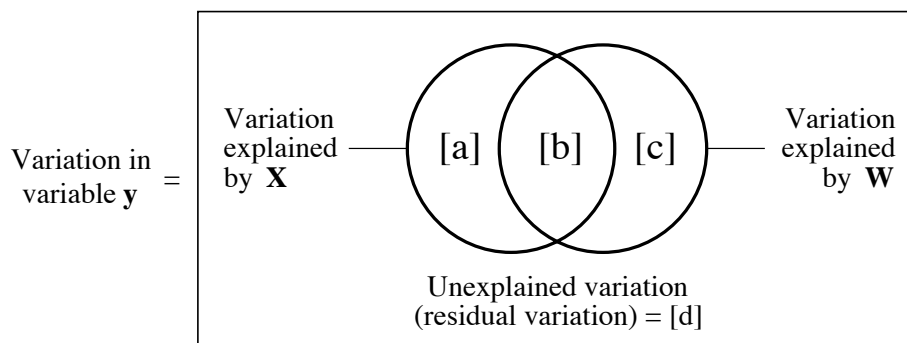 Variation in
variable y =
Variation
explained
by X
[a]
[b]
[c]
Variation
explained
by W
Unexplained variation
(residual variation) = [d]